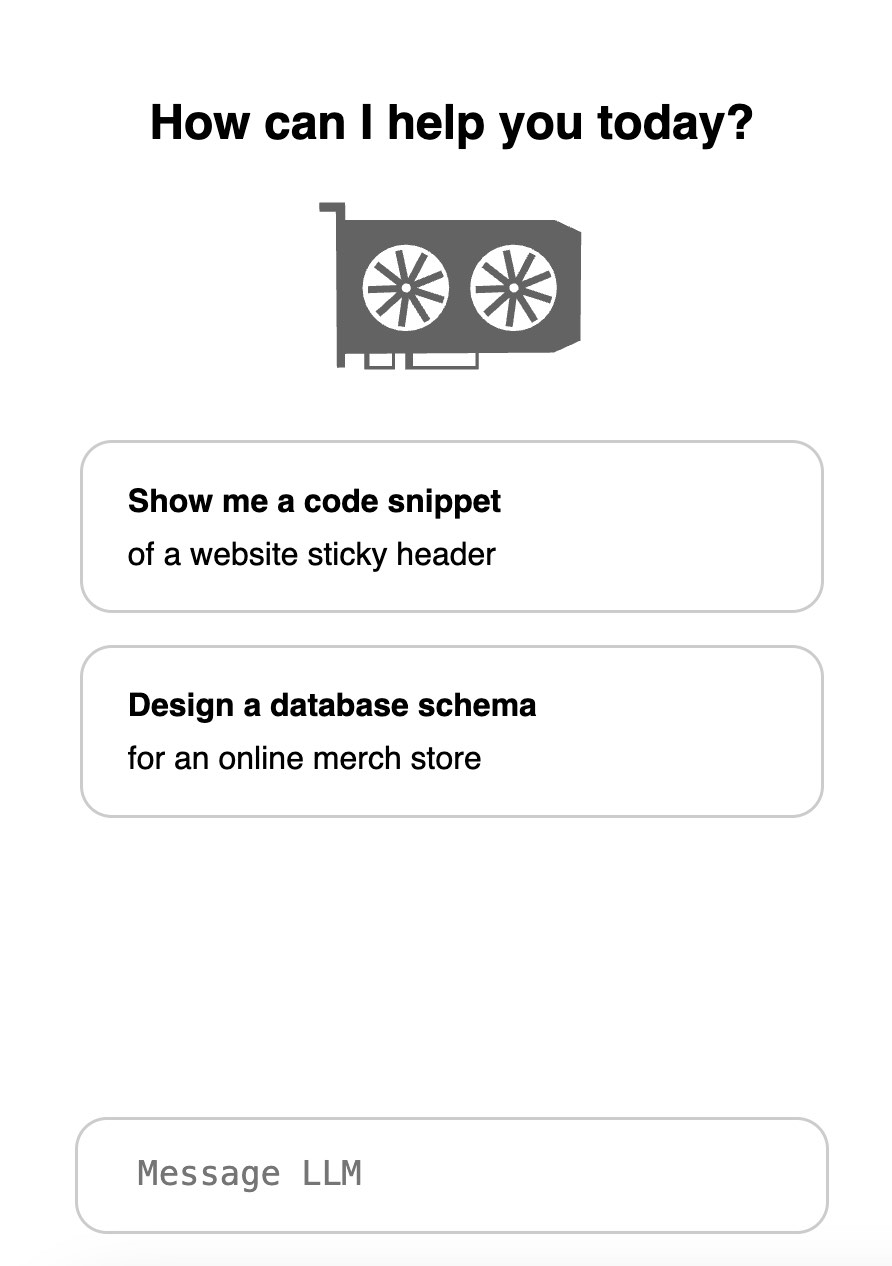 How can I help you today?
Show me a code snippet
of a website sticky header
Design a database schema
for an online merch store
Message LLM